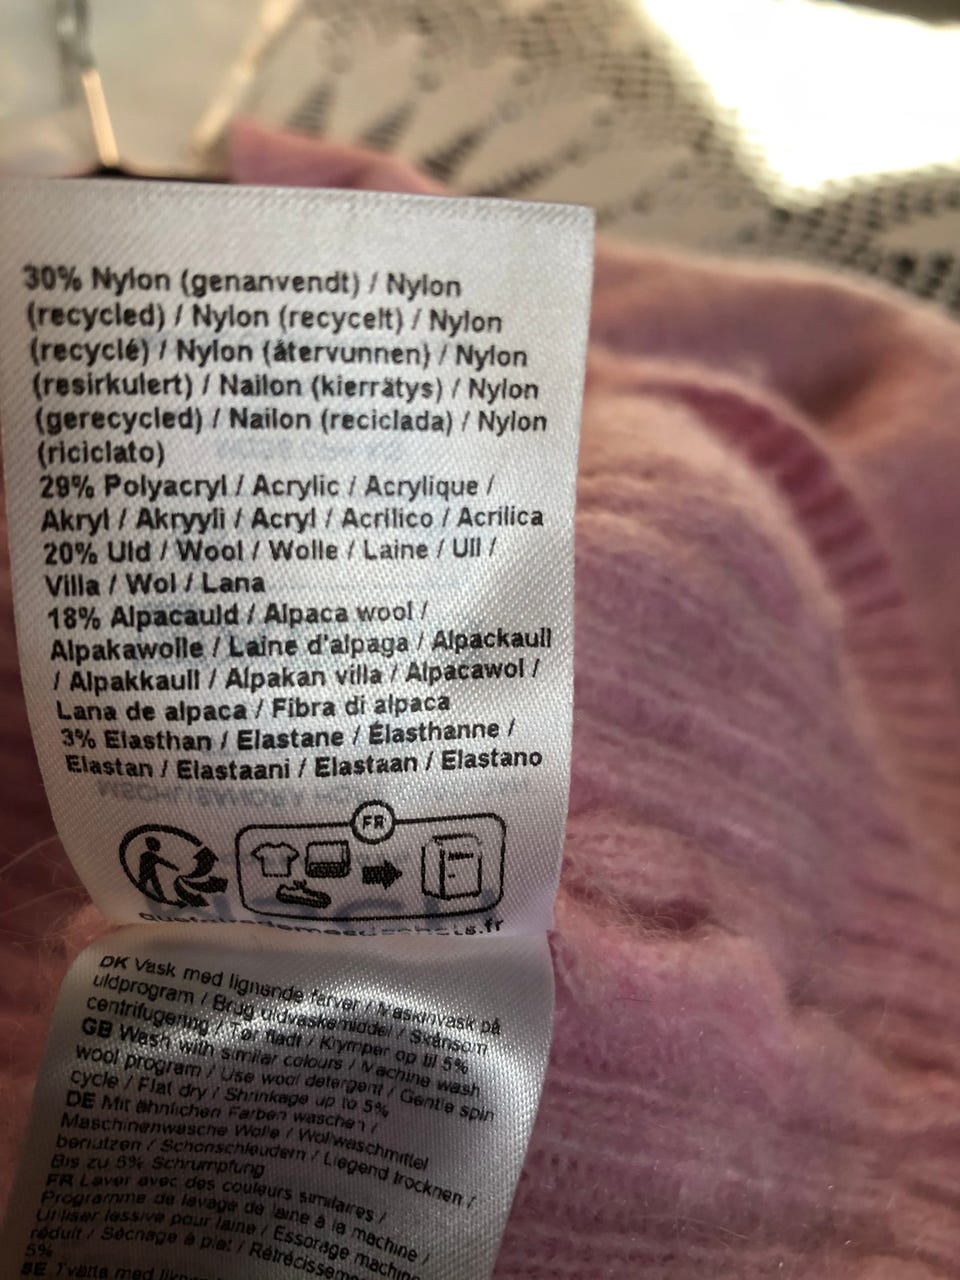 30% Nylon (genanvendt) / Nylon
(recycled) / Nylon (recycelt) / Nylon
(recyclé) / Nylon (återvunnen) / Nylon
(resirkulert) / Nailon (kierrätys) / Nylon
(gerecycled) / Nailon (reciclada) / Nylon
(riciclato)
29% Polyacryl / Acrylic / Acrylique /
Akryl / Akryyli / Acryl / Acrilico / Acrilica
20% Uld / Wool / Wolle / Laine / Ull /
Villa / Wol / Lana
18% Alpacauld / Alpaca wool /
Alpakawolle / Laine d'alpaga / Alpackaull
/ Alpakkaull / Alpakan villa / Alpacawol /
Lana de alpaca / Fibra di alpaca
3% Elasthan / Elastane / Élasthanne /
Elastan / Elastaani / Elastaan / Elastano
FR
DK Vask med lignende farver / Maskinvask på
uldprogram / Brug uldvaskemiddel / Skånsom
centrifugering / Tør fladt / Krymper op til 5%
GB Wash with similar colours / Machine wash
wool program / Use wool detergent / Gentle spin
cycle / Flat dry / Shrinkage up to 5%
DE Mit ähnlichen Farben waschen /
Maschinenwäsche Wolle / Wollwaschmittel
benutzen / Schonschleudern / Liegend trocknen /
Bis zu 5% Schrumpfung
FR Laver avec des couleurs similaires /
Programme de lavage de laine à la machine /
Utiliser lessive pour laine / Essorage machine
réduit / Séchage à plat / Rétrécisseme
5%
SE Tvätta med